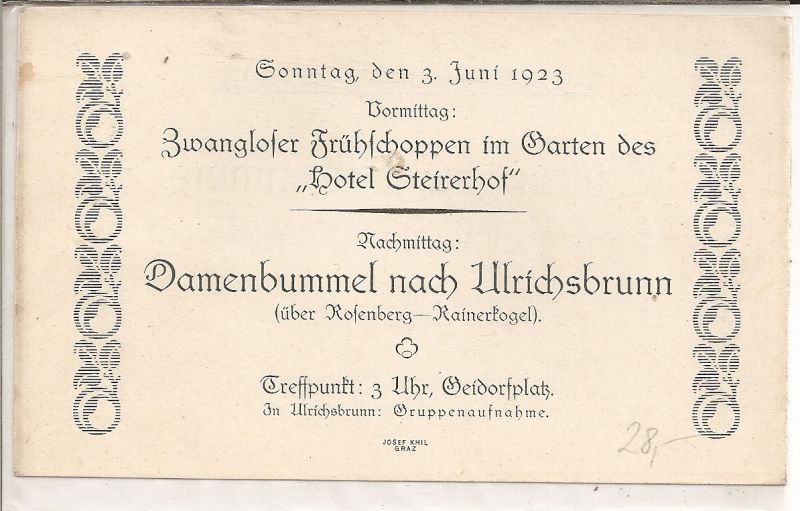 Sonntag, den 3. Juni 1923
Vormittag:
Zwangloser Frühschoppen im Garten des
„Hotel Steirerhof“
Nachmittag:
Damenbummel nach Ulrichsbrunn
(über Rosenberg—Rainerkogel).
Treffpunkt: 3 Uhr, Geidorfplatz.
In Ulrichsbrunn: Gruppenaufnahme.
JOSEF KHIL
GRAZ
28,—